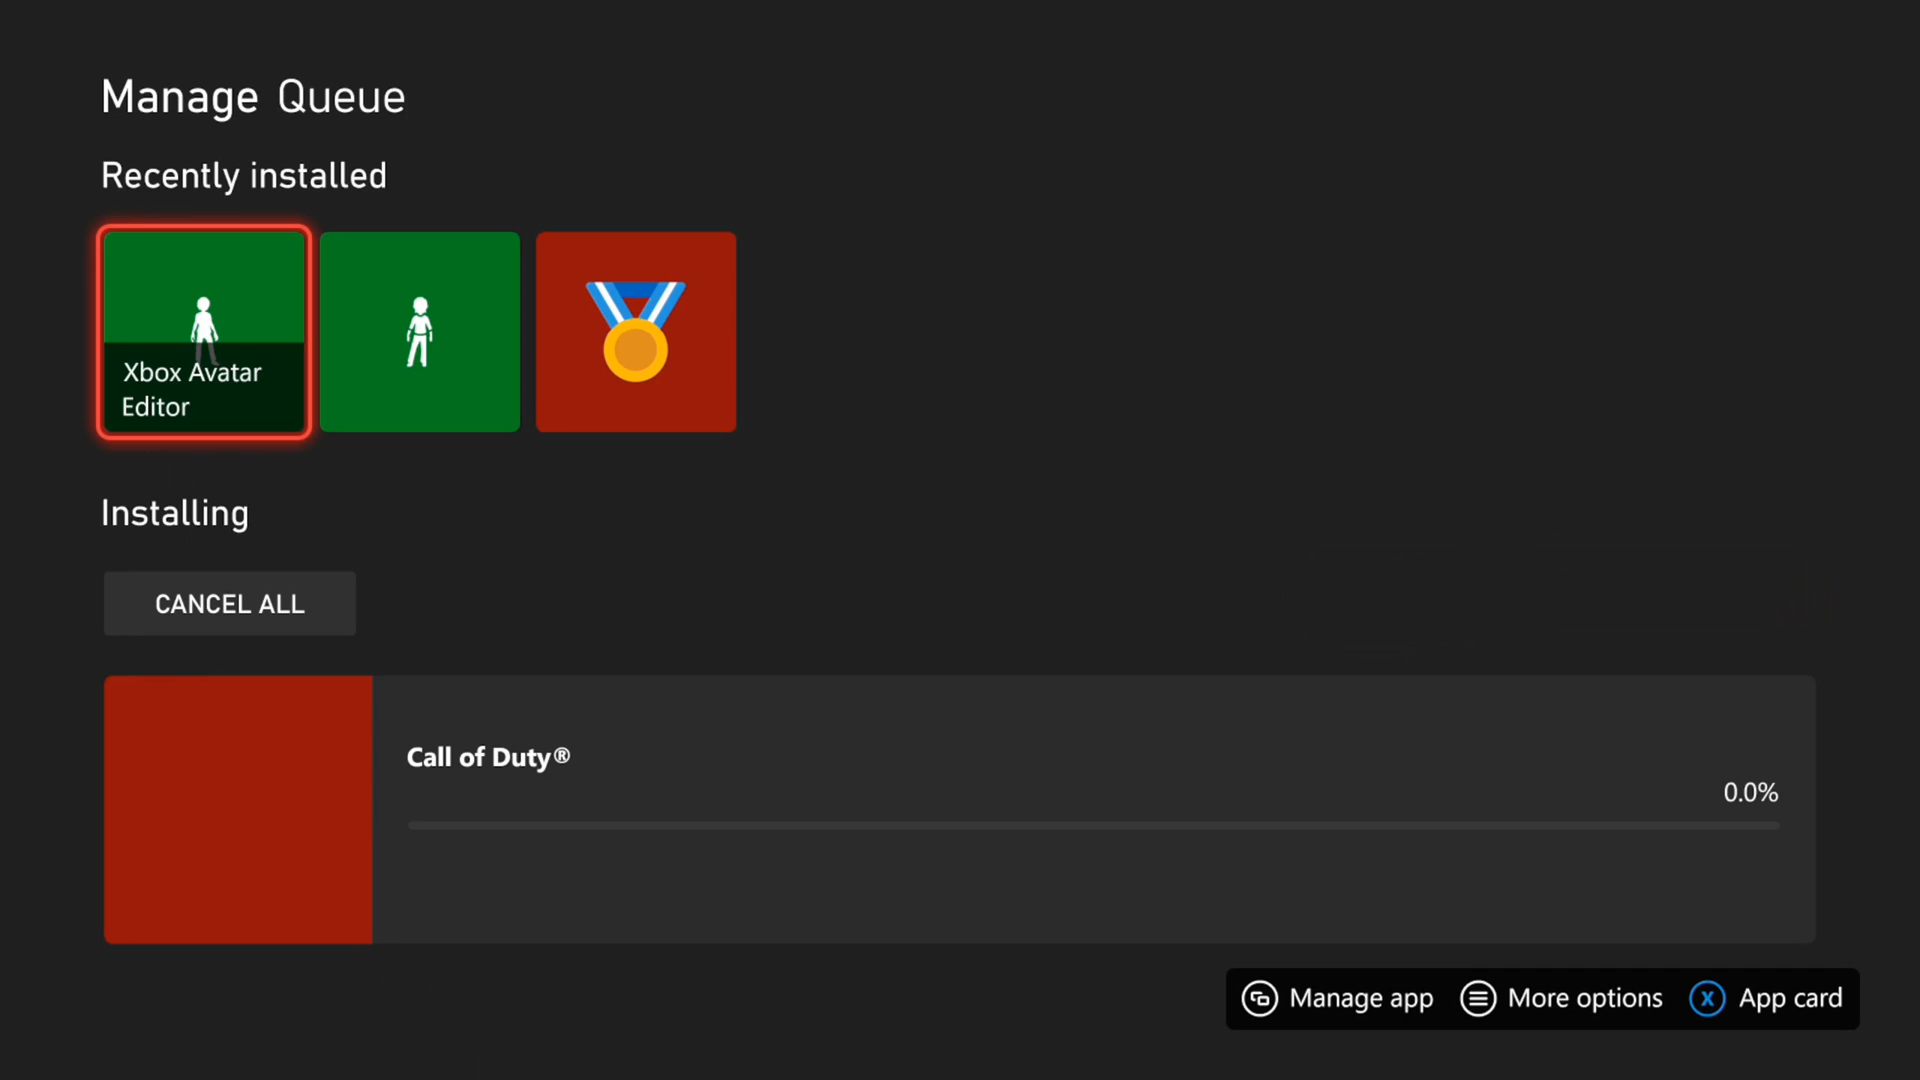 Manage Queue
Recently installed
Xbox Avatar
Editor
Installing
CANCEL ALL
Call of Duty®
0.0%
Manage app
More options
X App card